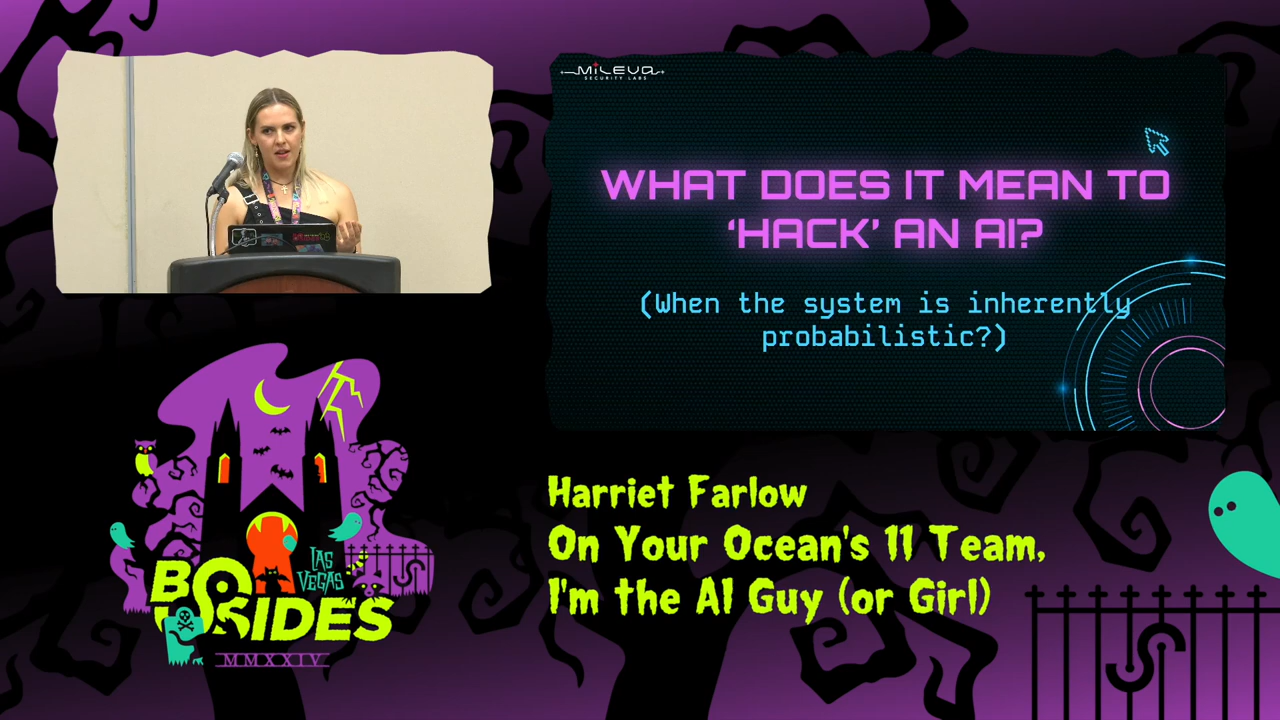 MILEVA
SECURITY LABS
WHAT DOES IT MEAN TO
‘HACK’ AN AI?
(When the system is inherently
probabilistic?)
LAS
VEGAS
BSIDES
MMXXIV
Harriet Farlow
On Your Ocean's 11 Team,
I'm the AI Guy (or Girl)